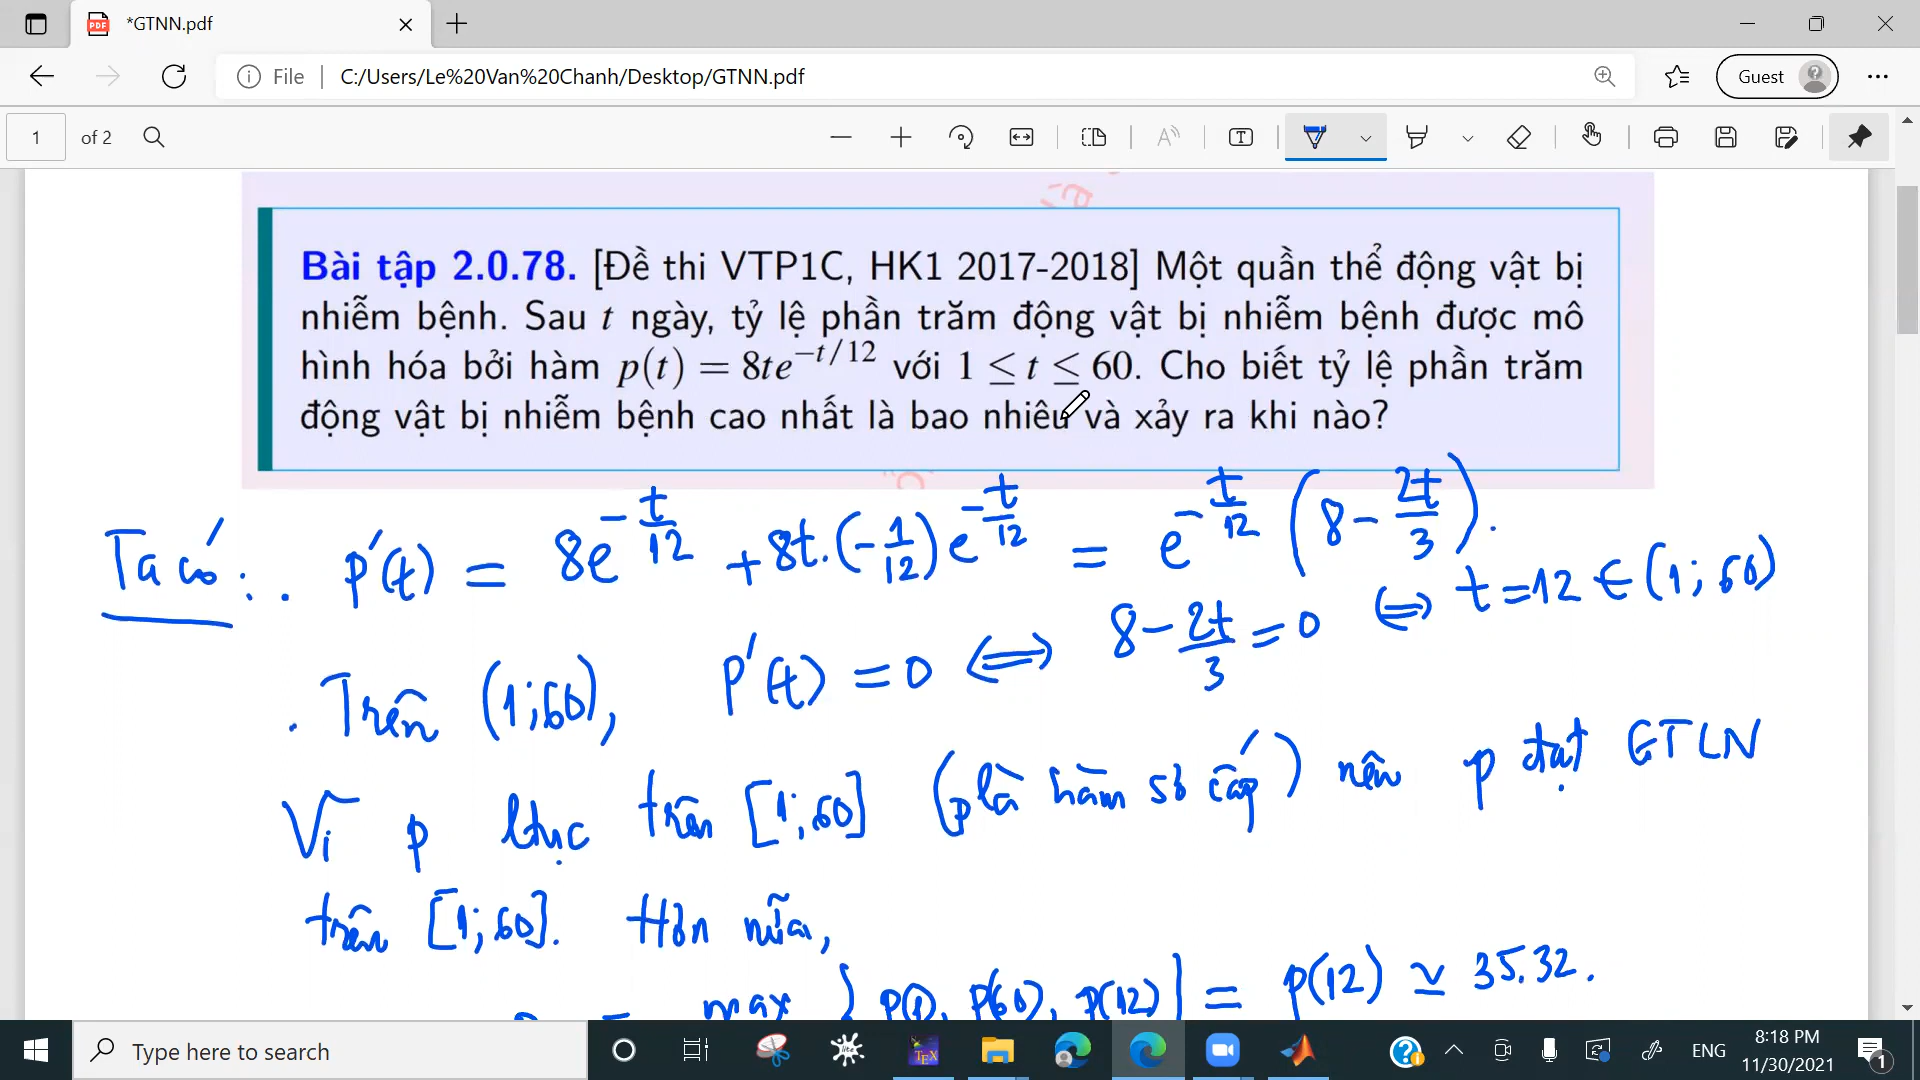 *GTNN.pdf
File C:/Users/Le%20Van%20Chanh/Desktop/GTNN.pdf Guest
1 of 2
Bài tập 2.0.78. [Đề thi VTP1C, HK1 2017-2018] Một quần thể động vật bị
nhiễm bệnh. Sau t ngày, tỷ lệ phần trăm động vật bị nhiễm bệnh được mô
hình hóa bởi hàm p(t) = 8te^{-t/12} với 1 ≤ t ≤ 60. Cho biết tỷ lệ phần trăm
động vật bị nhiễm bệnh cao nhất là bao nhiêu và xảy ra khi nào?
Ta có: . p'(t) = 8e^{-t/12} + 8t.(-1/12)e^{-t/12} = e^{-t/12}(8 - 2t/3).
. Trên (1;60), p'(t) = 0 ⟺ 8 - 2t/3 = 0 ⟺ t = 12 ∈ (1; 60)
Vì p ltục trên [1;60] (p là hàm sơ cấp) nên p đạt GTLN
trên [1;60]. Hơn nữa,
max { p(1), p(60), p(12) } = p(12) ≃ 35.32.
Type here to search
ENG
8:18 PM
11/30/2021
1